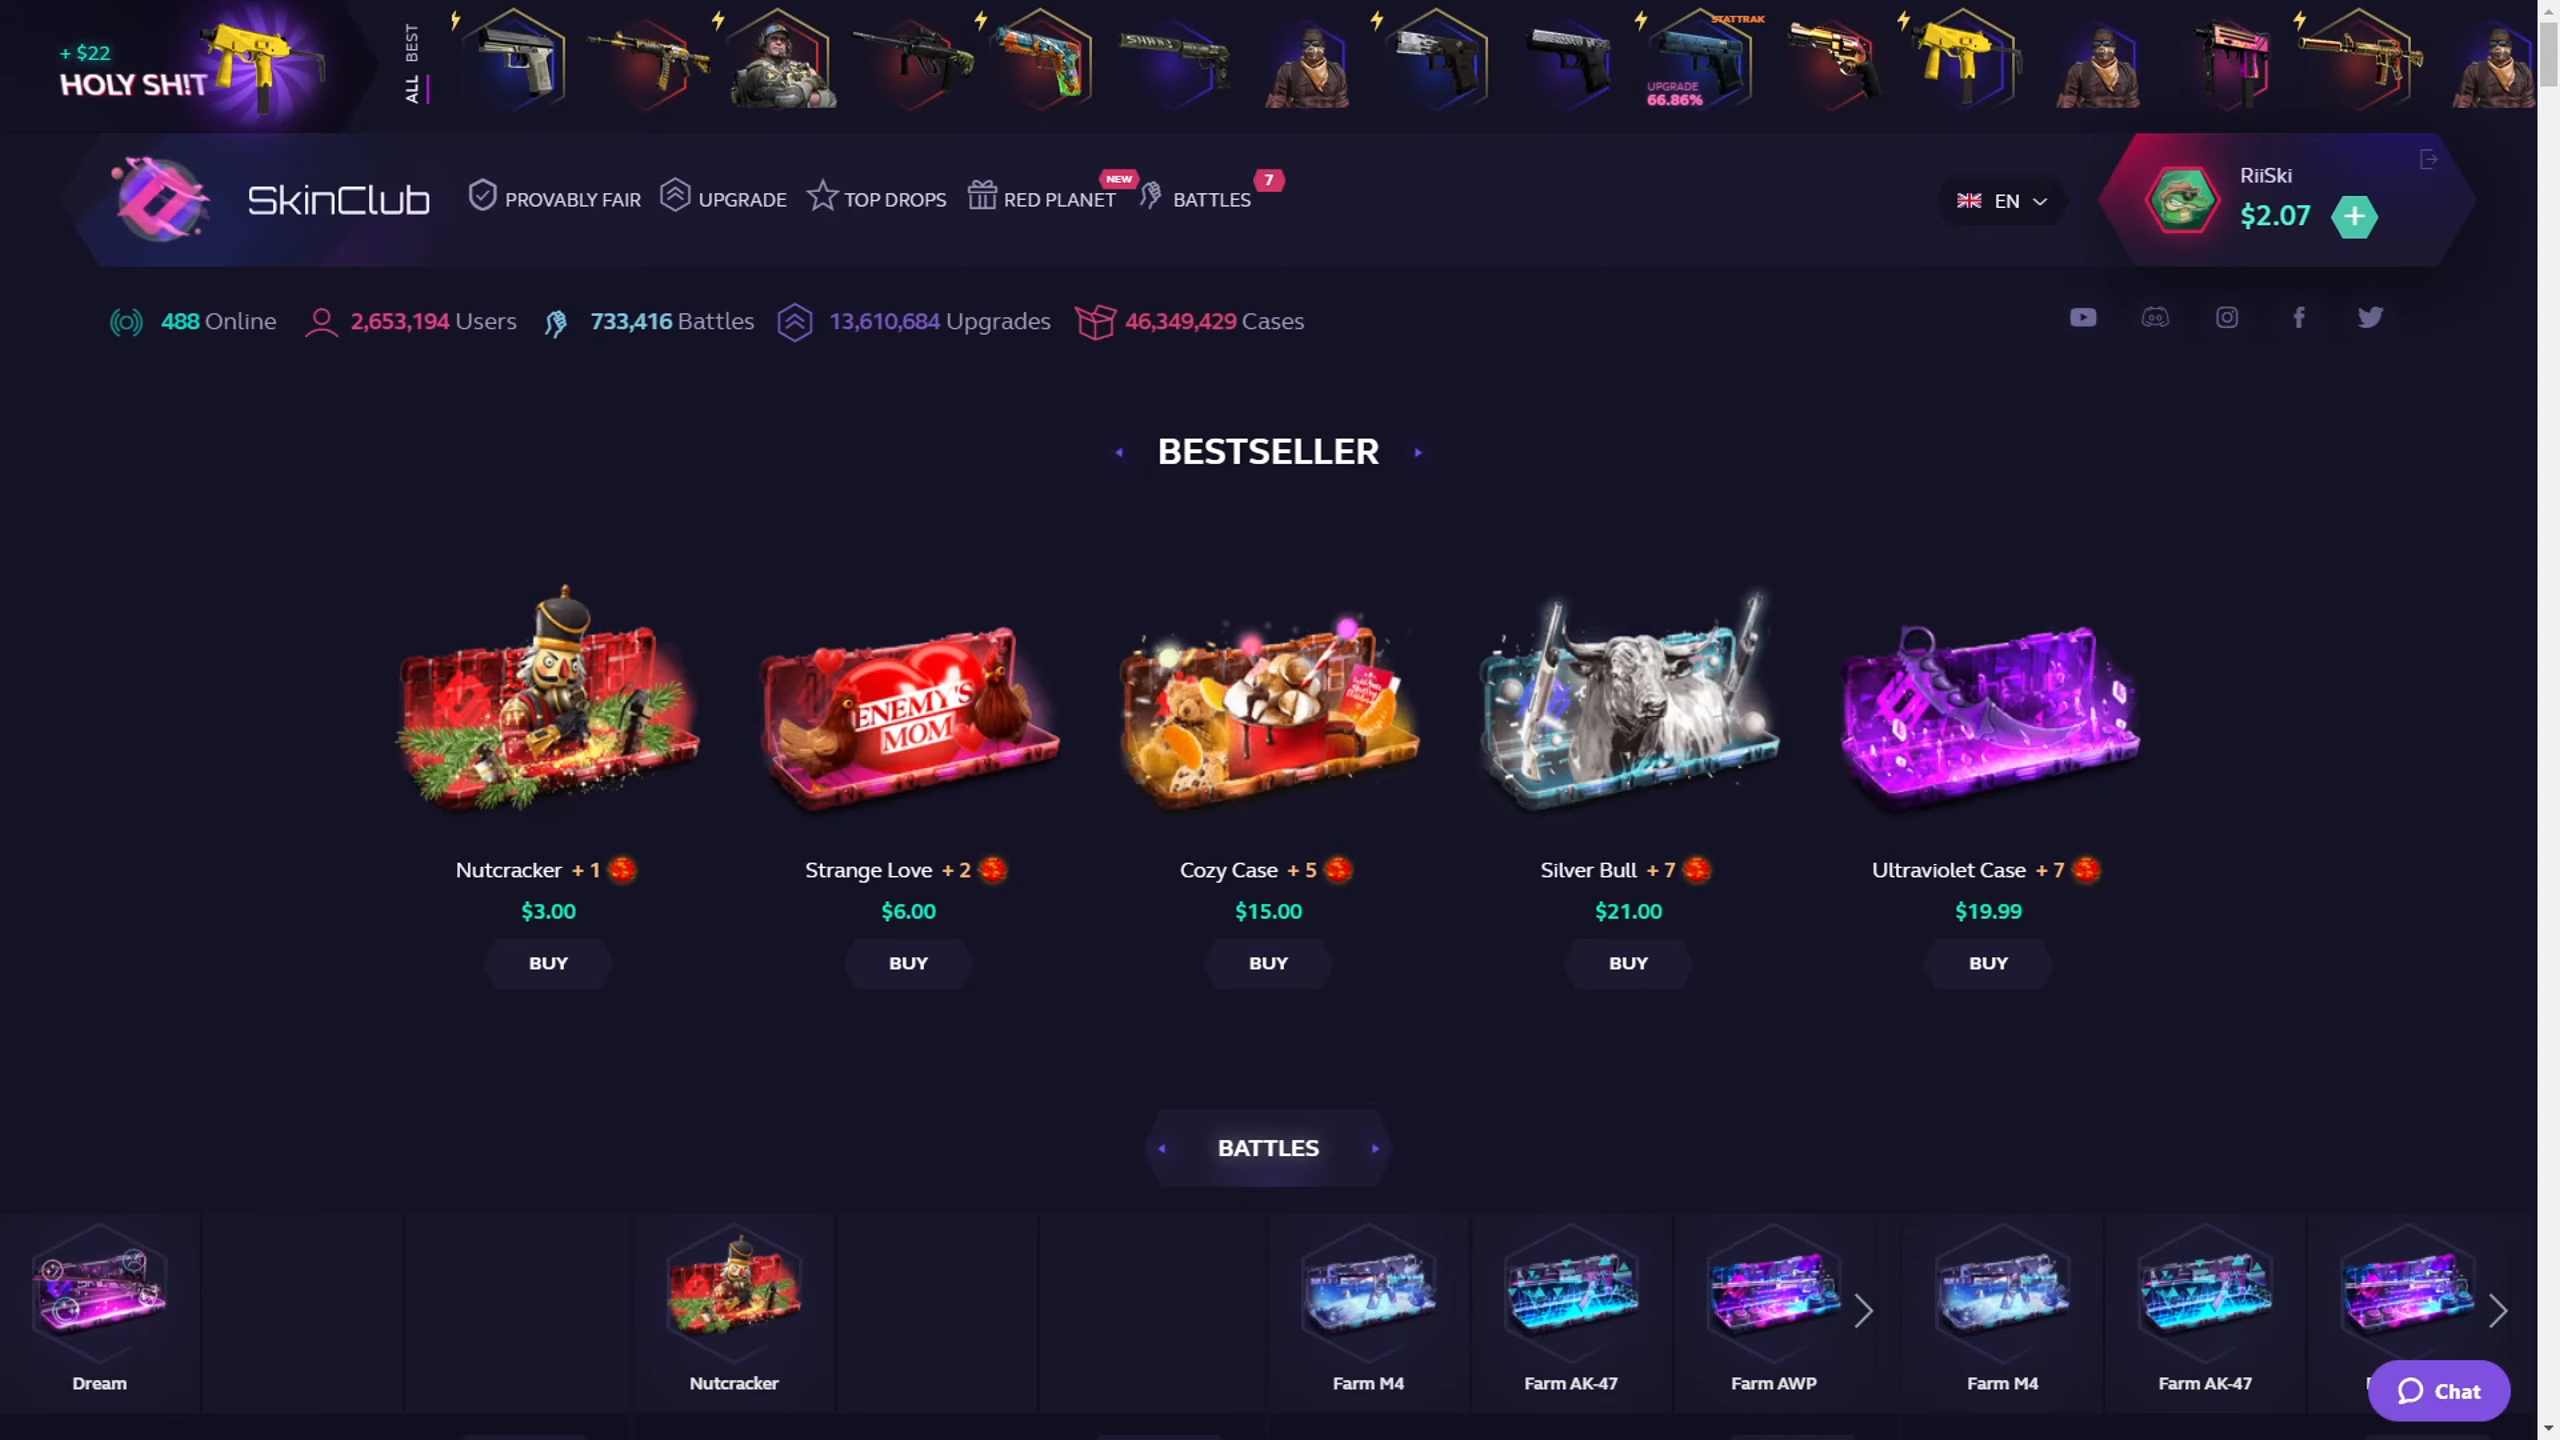 + $22
HOLY SH!T
BEST
ALL
STATTRAK
UPGRADE
66.86%
SkinClub
PROVABLY FAIR
UPGRADE
TOP DROPS
RED PLANET
NEW
BATTLES
7
EN
RiiSki
$2.07
488 Online
2,653,194 Users
733,416 Battles
13,610,684 Upgrades
46,349,429 Cases
BESTSELLER
ENEMY'S
MOM
Nutcracker + 1
$3.00
BUY
Strange Love + 2
$6.00
BUY
Cozy Case + 5
$15.00
BUY
Silver Bull + 7
$21.00
BUY
Ultraviolet Case + 7
$19.99
BUY
BATTLES
Dream
Nutcracker
Farm M4
Farm AK-47
Farm AWP
Farm M4
Farm AK-47
Chat